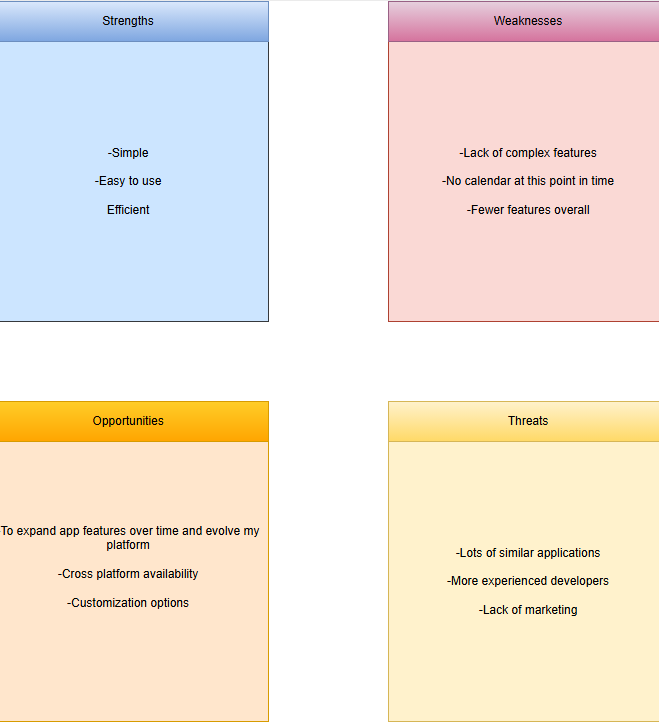 Strengths
-Simple
-Easy to use
Efficient
Weaknesses
-Lack of complex features
-No calendar at this point in time
-Fewer features overall
Opportunities
To expand app features over time and evolve my
platform
-Cross platform availability
-Customization options
Threats
-Lots of similar applications
-More experienced developers
-Lack of marketing